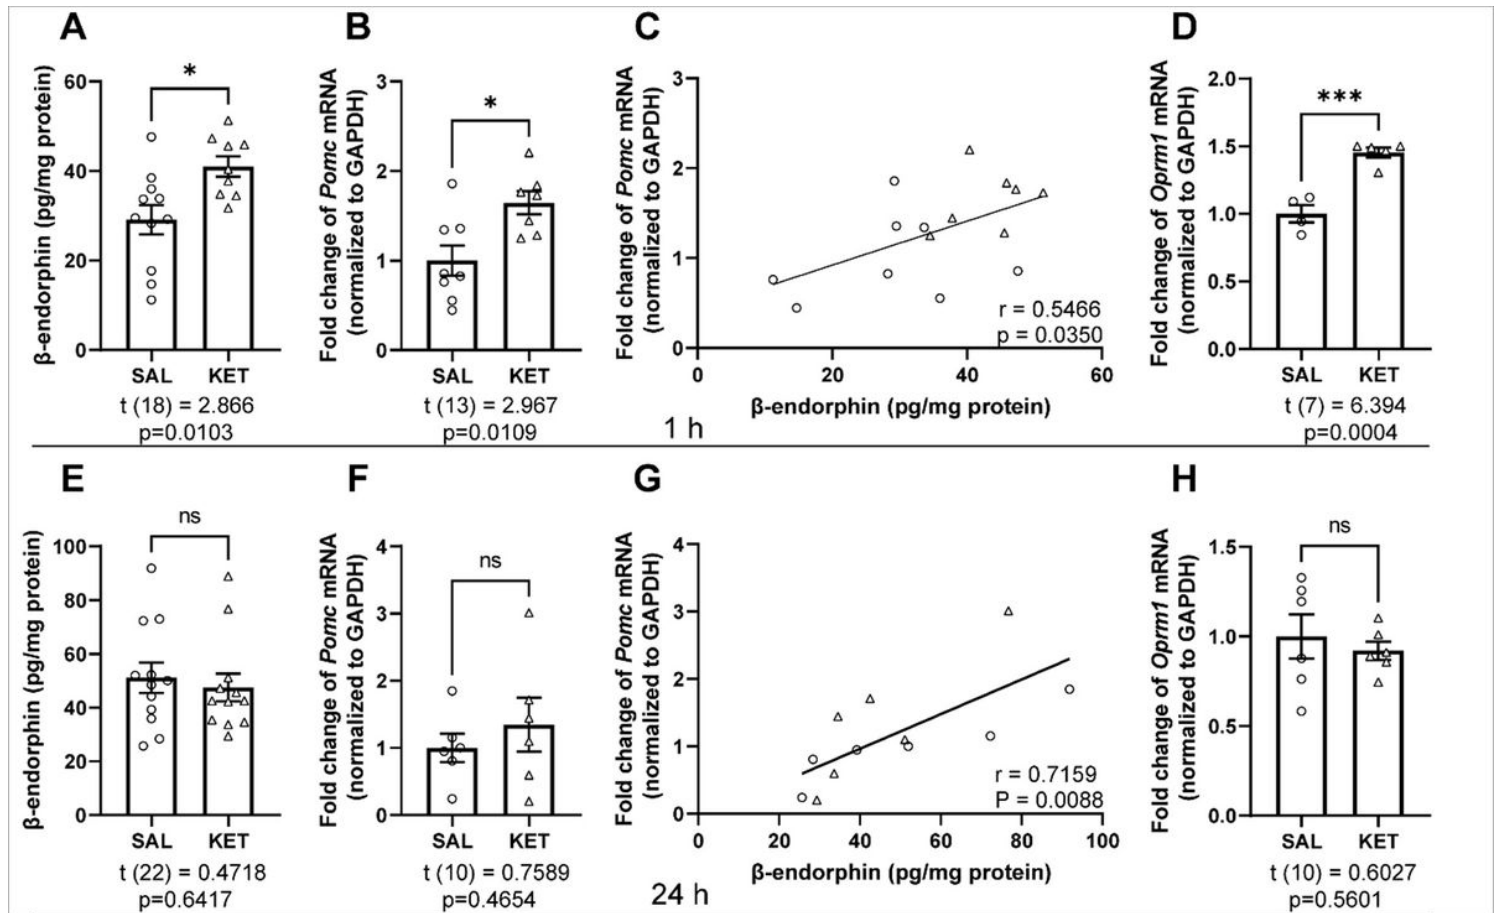 A
B
C
D
β-endorphin (pg/mg protein)
60
40
20
0
*
SAL KET
t (18) = 2.866
p=0.0103
Fold change of Pomc mRNA
(normalized to GAPDH)
3
2
1
0
*
SAL KET
t (13) = 2.967
p=0.0109
Fold change of Pomc mRNA
(normalized to GAPDH)
3
2
1
0
r = 0.5466
p = 0.0350
0 20 40 60
β-endorphin (pg/mg protein)
1 h
Fold change of Oprm1 mRNA
(normalized to GAPDH)
2.0
1.5
1.0
0.5
0.0
***
SAL KET
t (7) = 6.394
p=0.0004
E
F
G
H
β-endorphin (pg/mg protein)
100
80
60
40
20
0
ns
SAL KET
t (22) = 0.4718
p=0.6417
Fold change of Pomc mRNA
(normalized to GAPDH)
4
3
2
1
0
ns
SAL KET
t (10) = 0.7589
p=0.4654
Fold change of Pomc mRNA
(normalized to GAPDH)
4
3
2
1
0
r = 0.7159
P = 0.0088
0 20 40 60 80 100
β-endorphin (pg/mg protein)
24 h
Fold change of Oprm1 mRNA
(normalized to GAPDH)
1.5
1.0
0.5
0.0
ns
SAL KET
t (10) = 0.6027
p=0.5601